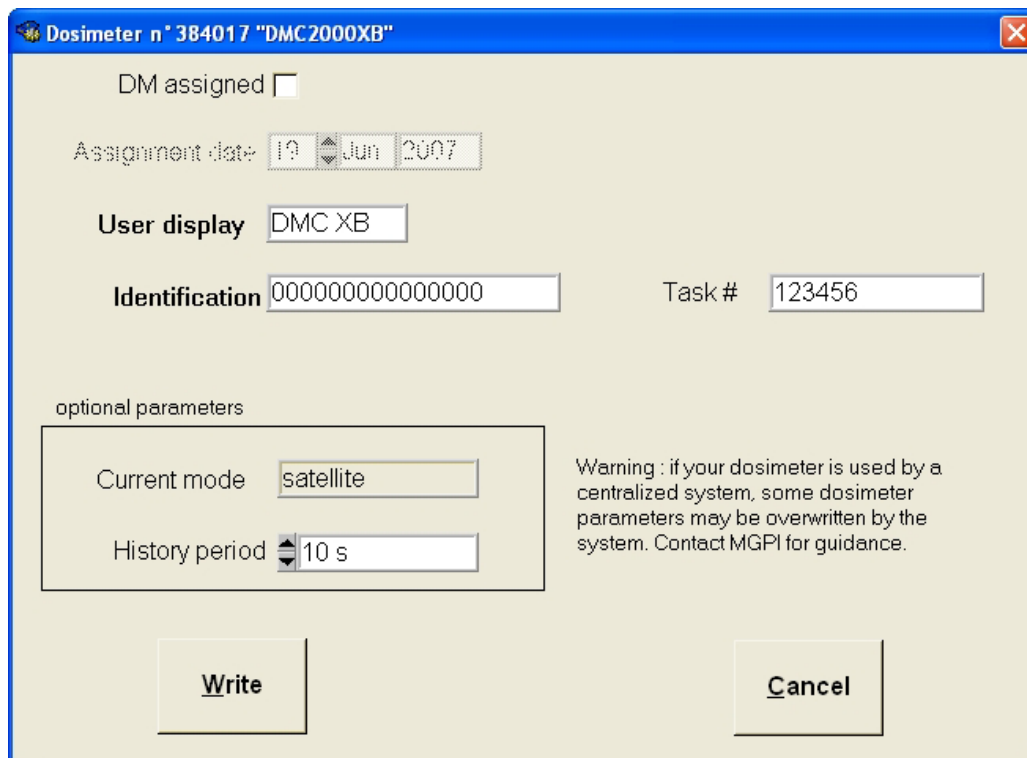 Dosimeter n° 384017 "DMC2000XB"
DM assigned
Assignment date 19 Jun 2007
User display DMC XB
Identification 000000000000000 Task # 123456
optional parameters
Current mode satellite
History period 10 s
Warning : if your dosimeter is used by a
centralized system, some dosimeter
parameters may be overwritten by the
system. Contact MGPI for guidance.
Write Cancel